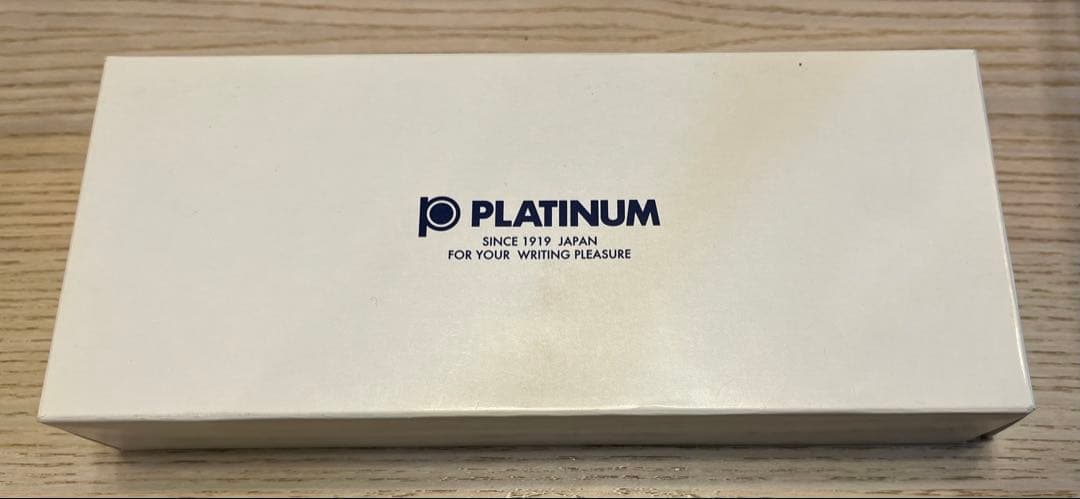 PLATINUM
SINCE 1919 JAPAN
FOR YOUR WRITING PLEASURE